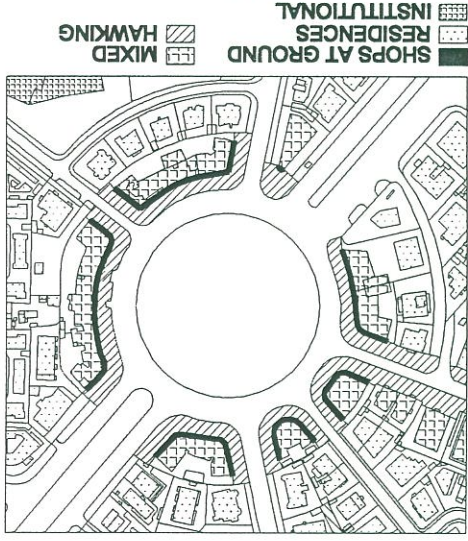 SHOPS AT GROUND
RESIDENCES
INSTITUTIONAL
MIXED
HAWKING